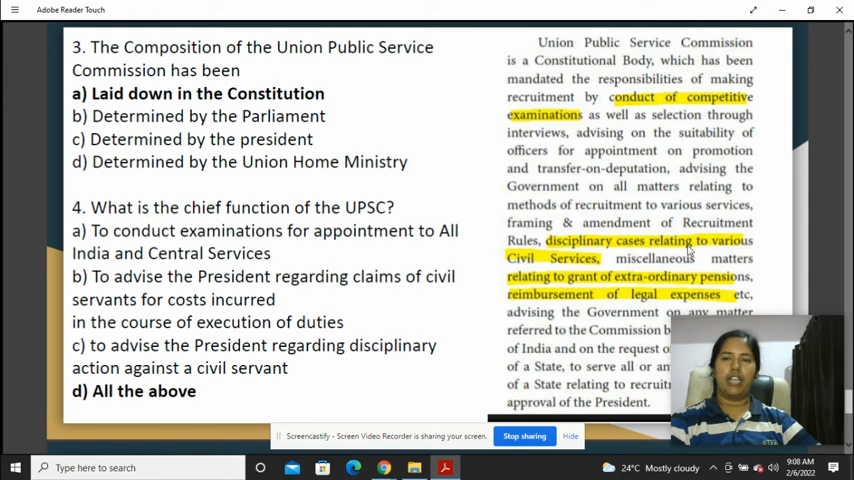 Adobe Reader Touch
3. The Composition of the Union Public Service
Commission has been
a) Laid down in the Constitution
b) Determined by the Parliament
c) Determined by the president
d) Determined by the Union Home Ministry
4. What is the chief function of the UPSC?
a) To conduct examinations for appointment to All
India and Central Services
b) To advise the President regarding claims of civil
servants for costs incurred
in the course of execution of duties
c) to advise the President regarding disciplinary
action against a civil servant
d) All the above
Union Public Service Commission
is a Constitutional Body, which has been
mandated the responsibilities of making
recruitment by conduct of competitive
examinations as well as selection through
interviews, advising on the suitability of
officers for appointment on promotion
and transfer-on-deputation, advising the
Government on all matters relating to
methods of recruitment to various services,
framing & amendment of Recruitment
Rules, disciplinary cases relating to various
Civil Services, miscellaneous matters
relating to grant of extra-ordinary pensions,
reimbursement of legal expenses etc,
advising the Government on any matter
referred to the Commission
of India and on the request
of a State, to serve all or
of a State relating to
approval of the President.
Screencastify - Screen Video Recorder is sharing your screen.
Stop sharing
Hide
Type here to search
24°C Mostly cloudy
9:08 AM
2/6/2022